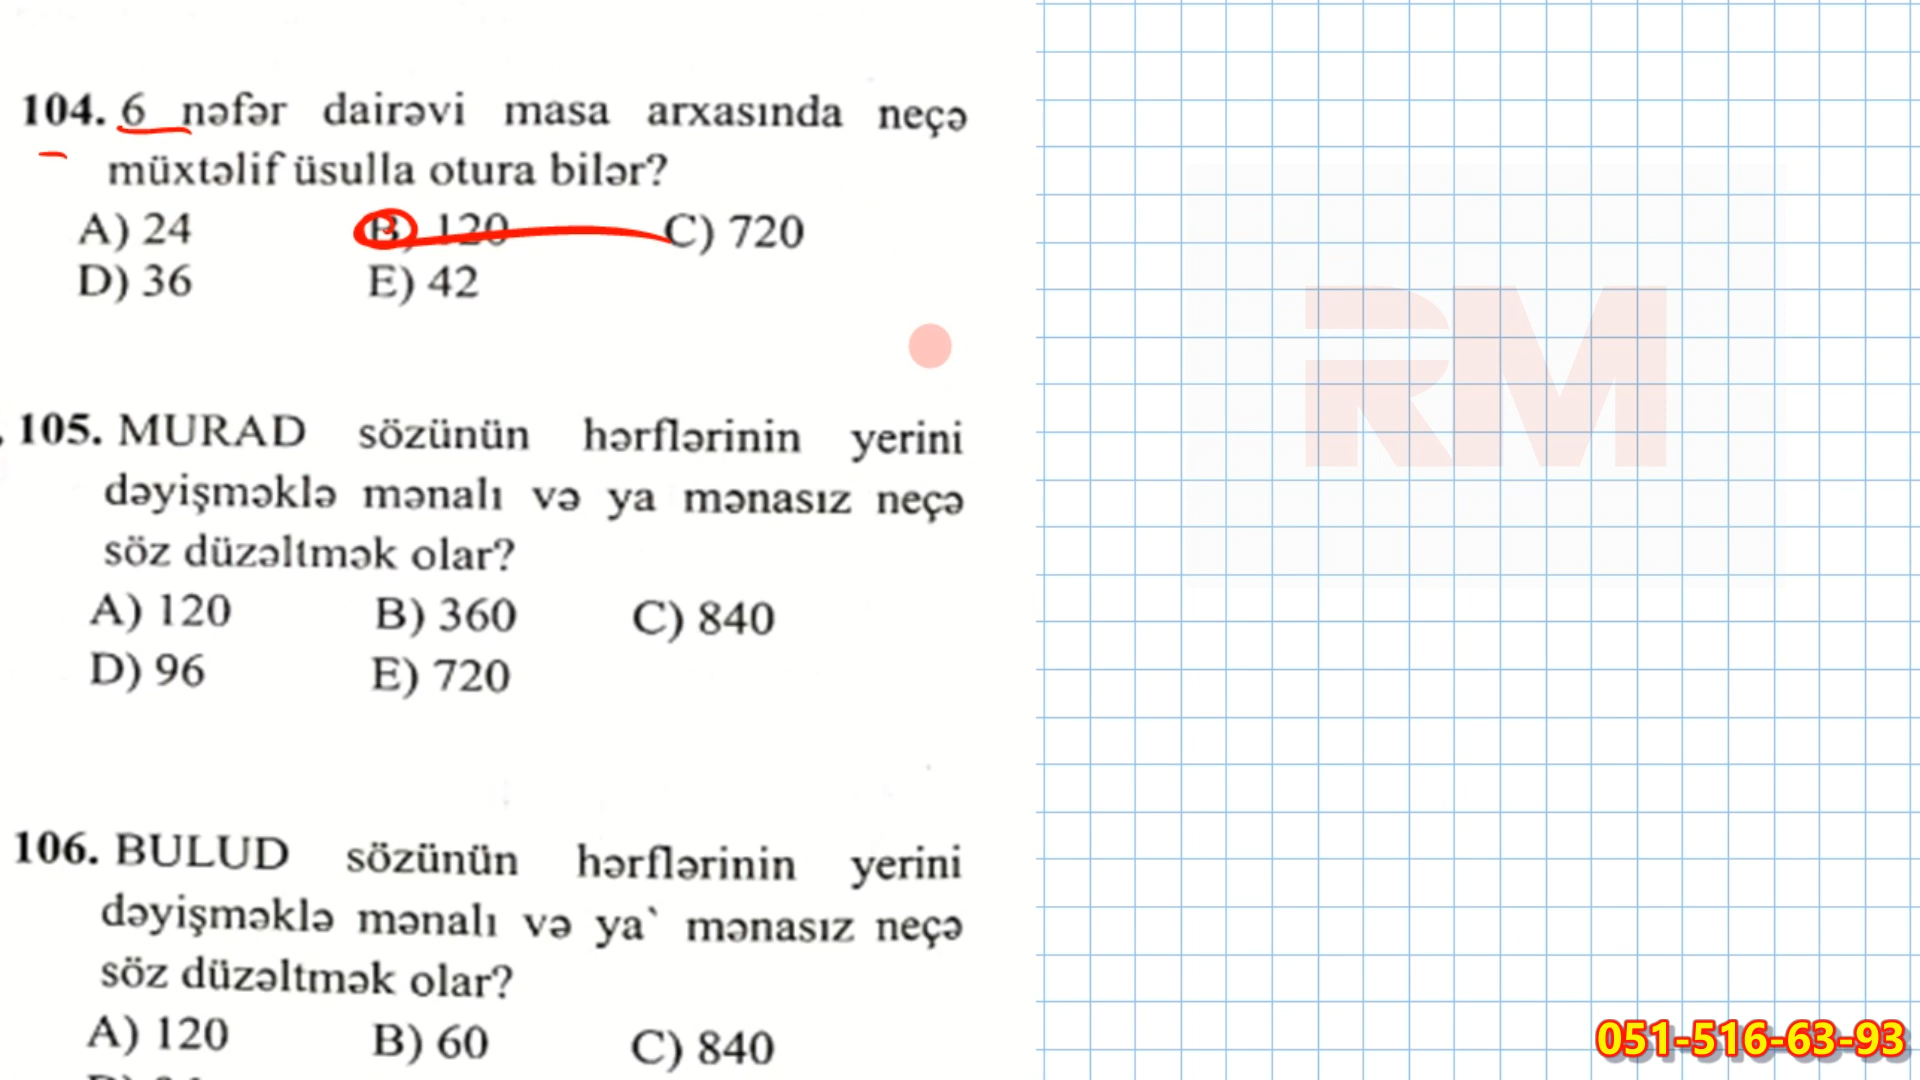 104. 6 nəfər dairəvi masa arxasında neçə
müxtəlif üsulla otura bilər?
A) 24 B) 120 C) 720
D) 36 E) 42
105. MURAD sözünün hərflərinin yerini
dəyişməklə mənalı və ya mənasız neçə
söz düzəltmək olar?
A) 120 B) 360 C) 840
D) 96 E) 720
106. BULUD sözünün hərflərinin yerini
dəyişməklə mənalı və ya` mənasız neçə
söz düzəltmək olar?
A) 120 B) 60 C) 840
RM
051-516-63-93